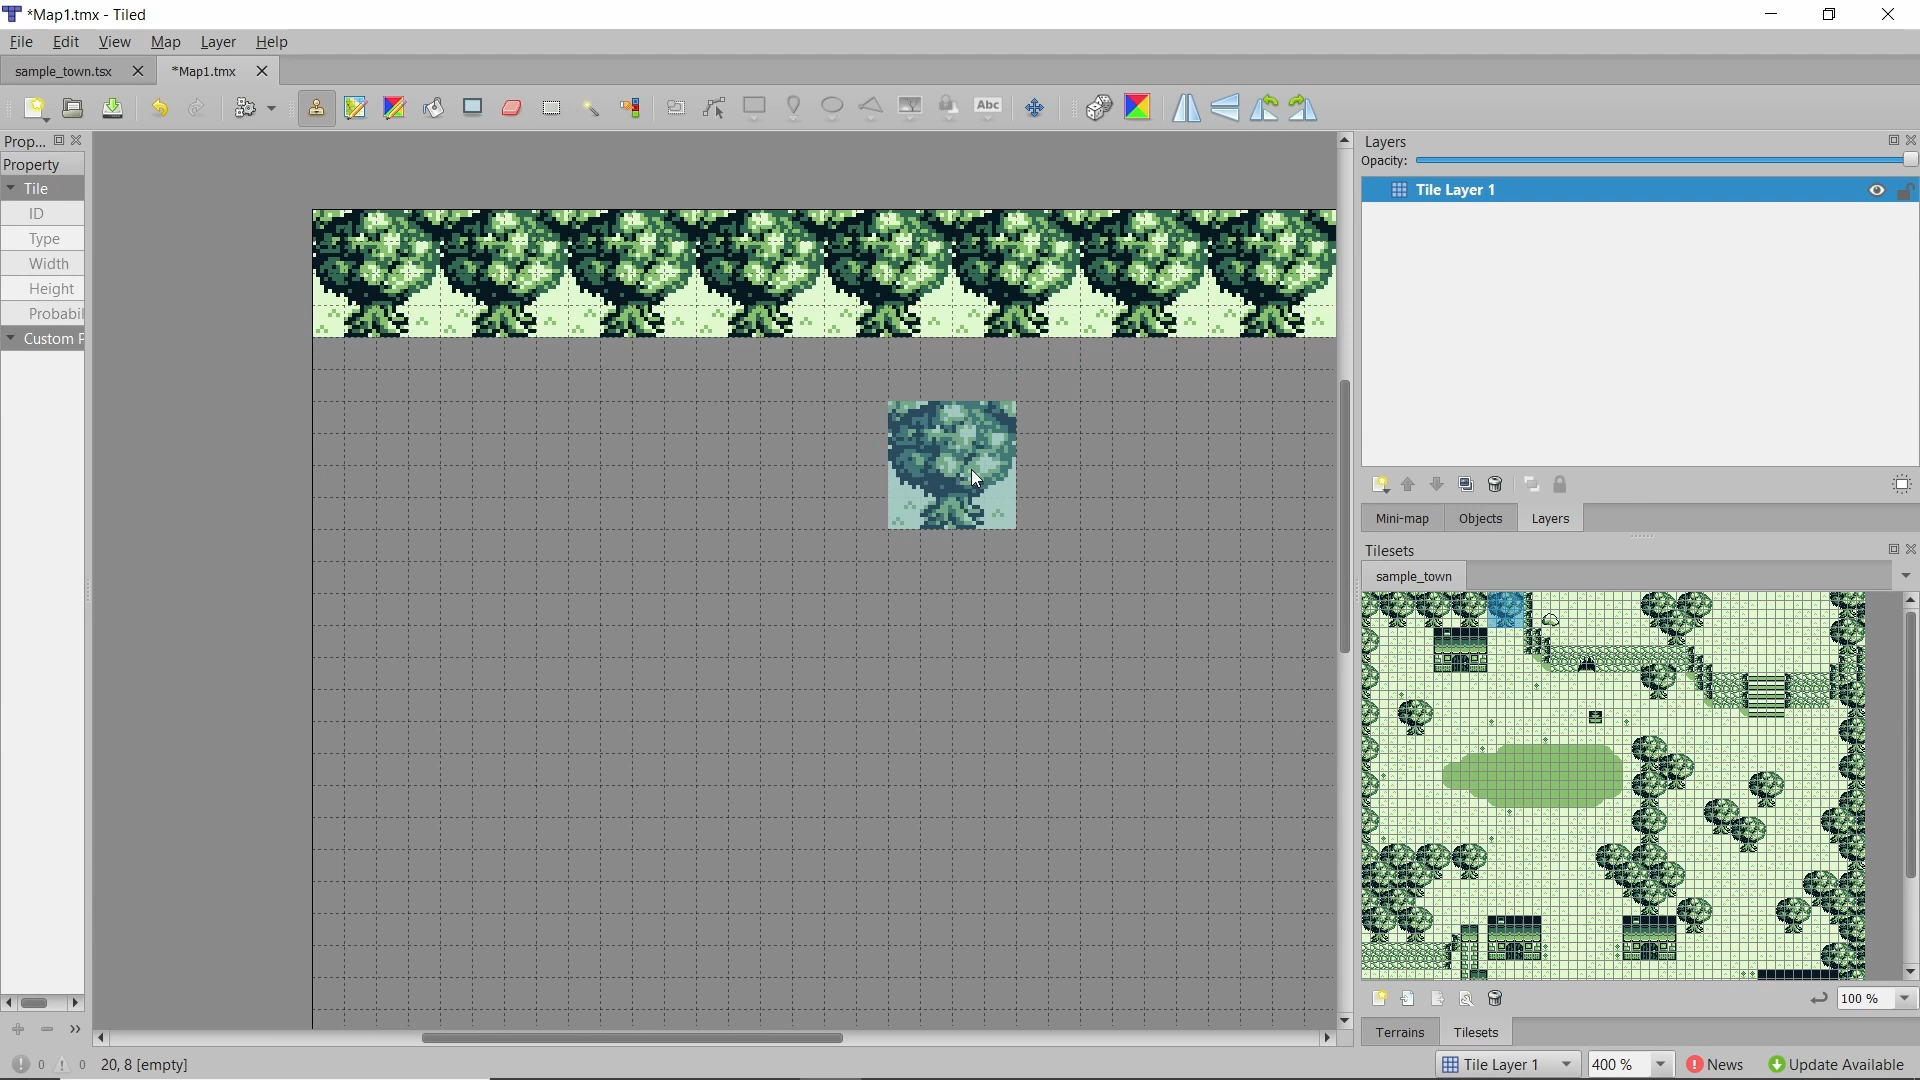 *Map1.tmx - Tiled
File Edit View Map Layer Help
sample_town.tsx *Map1.tmx
Abc
Prop...
Property
Tile
ID
Type
Width
Height
Probabil
Custom P
Layers
Opacity:
Tile Layer 1
Mini-map Objects Layers
Tilesets
sample_town
100 %
Terrains Tilesets
0 0 20, 8 [empty] Tile Layer 1 400 % News Update Available